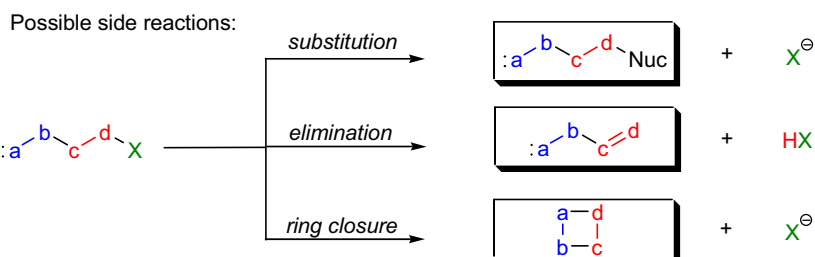 Possible side reactions:
:a b c d X
substitution
:a b c d Nuc + X⊖
elimination
:a b c d + HX
ring closure
a d
b c + X⊖